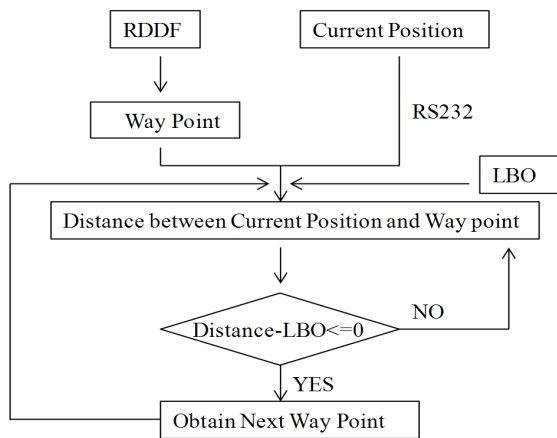 RDDF
Current Position
Way Point
RS232
LBO
Distance between Current Position and Way point
Distance-LBO<=0
NO
YES
Obtain Next Way Point